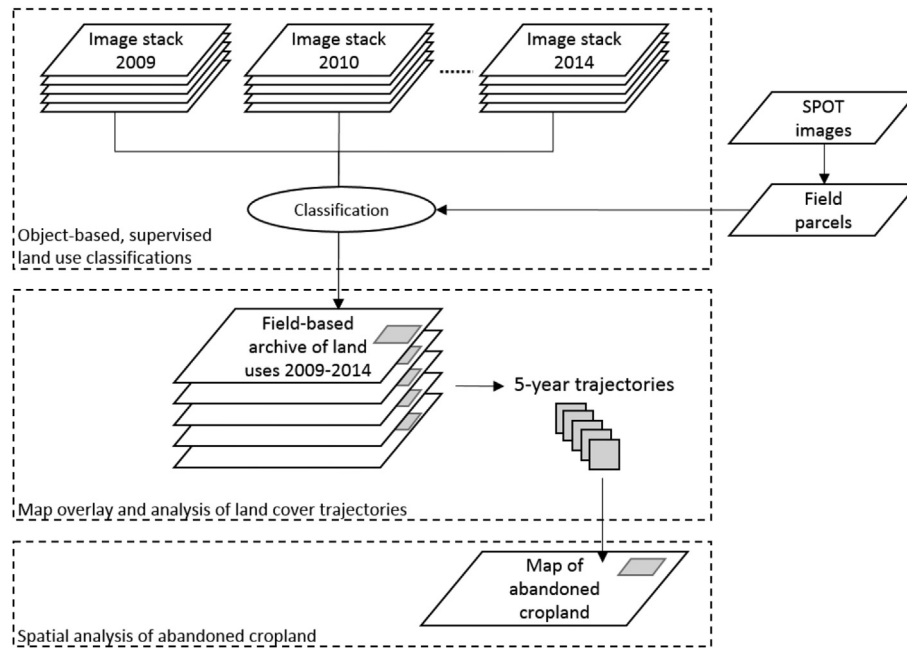 Image stack
2009
Image stack
2010
Image stack
2014
SPOT
images
Field
parcels
Classification
Object-based, supervised
land use classifications
Field-based
archive of land
uses 2009-2014
5-year trajectories
Map overlay and analysis of land cover trajectories
Map of
abandoned
cropland
Spatial analysis of abandoned cropland